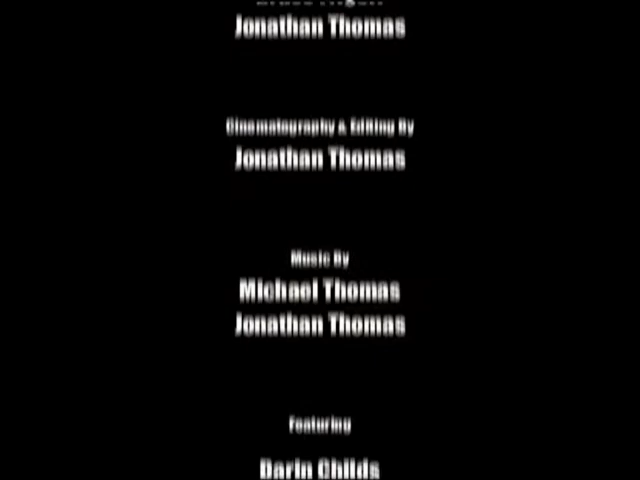 Jonathan Thomas
Cinematography & Editing By
Jonathan Thomas
Music By
Michael Thomas
Jonathan Thomas
Featuring
Darin Childs